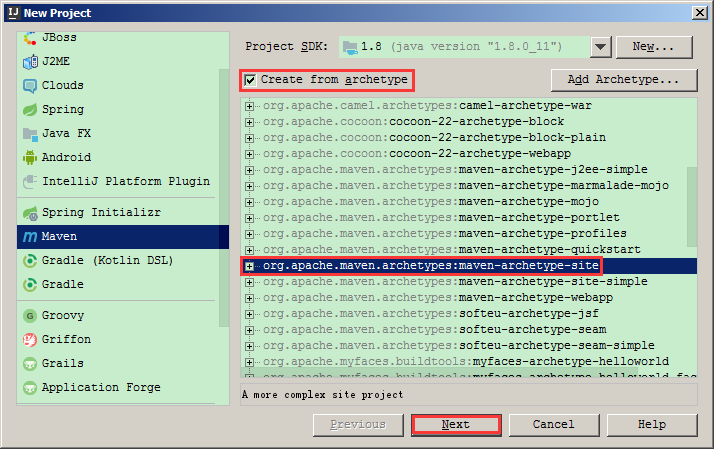 New Project
JBoss
J2ME
Clouds
Spring
Java FX
Android
IntelliJ Platform Plugin
Spring Initializr
Maven
Gradle (Kotlin DSL)
Gradle
Groovy
Griffon
Grails
Application Forge
Project SDK: 1.8 (java version "1.8.0_11") New...
Create from archetype Add Archetype...
org.apache.camel.archetypes:camel-archetype-war
org.apache.cocoon:cocoon-22-archetype-block
org.apache.cocoon:cocoon-22-archetype-block-plain
org.apache.cocoon:cocoon-22-archetype-webapp
org.apache.maven.archetypes:maven-archetype-j2ee-simple
org.apache.maven.archetypes:maven-archetype-marmalade-mojo
org.apache.maven.archetypes:maven-archetype-mojo
org.apache.maven.archetypes:maven-archetype-portlet
org.apache.maven.archetypes:maven-archetype-profiles
org.apache.maven.archetypes:maven-archetype-quickstart
org.apache.maven.archetypes:maven-archetype-site
org.apache.maven.archetypes:maven-archetype-site-simple
org.apache.maven.archetypes:maven-archetype-webapp
org.apache.maven.archetypes:softeu-archetype-jsf
org.apache.maven.archetypes:softeu-archetype-seam
org.apache.maven.archetypes:softeu-archetype-seam-simple
org.apache.myfaces.buildtools:myfaces-archetype-helloworld
org.apache.myfaces.buildtools:myfaces-archetype-helloworld-fac
A more complex site project
Previous Next Cancel Help